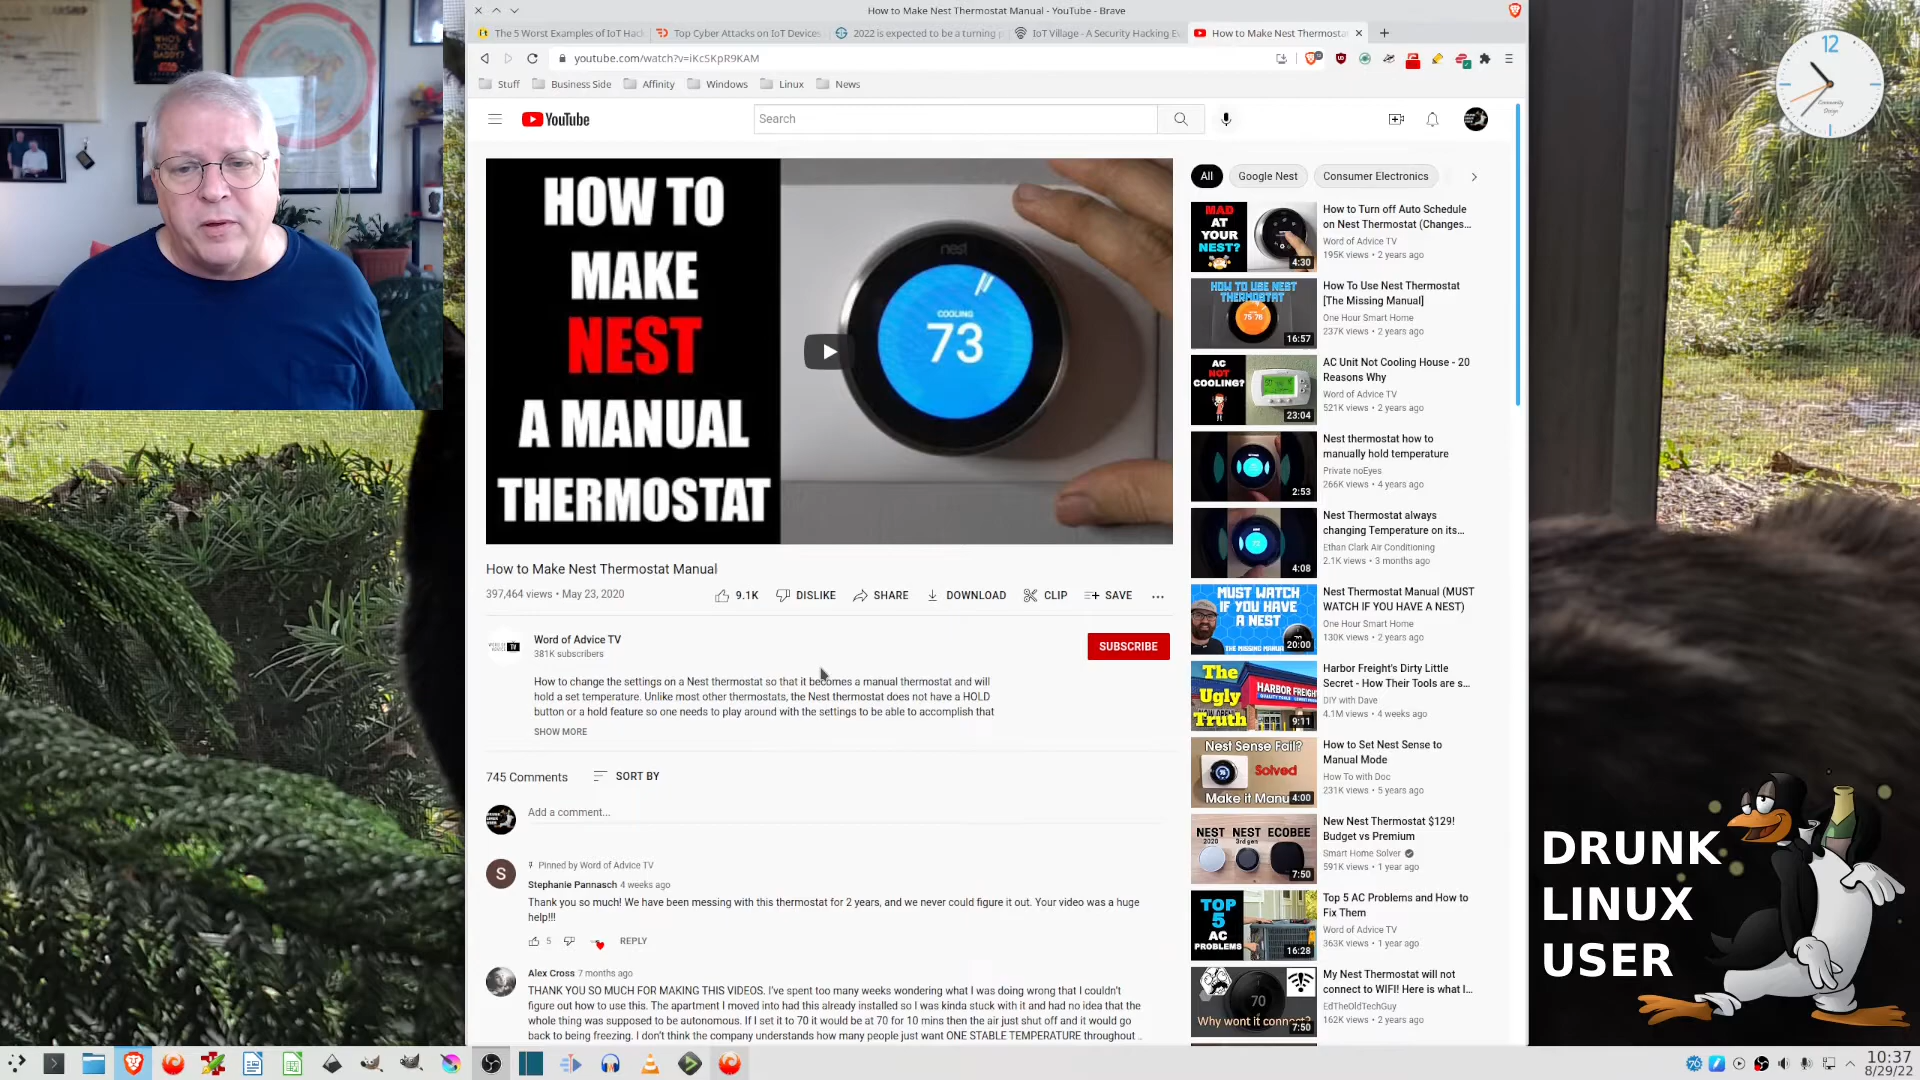 How to Make Nest Thermostat Manual - YouTube - Brave
The 5 Worst Examples of IoT Hac
Top Cyber Attacks on IoT Devices
2022 is expected to be a turning p
IoT Village - A Security Hacking Ev
How to Make Nest Thermostat
youtube.com/watch?v=iKcSKpR9KAM
Stuff
Business Side
Affinity
Windows
Linux
News
YouTube
Search
HOW TO
MAKE
NEST
A MANUAL
THERMOSTAT
nest
COOLING
73
How to Make Nest Thermostat Manual
397,464 views • May 23, 2020
9.1K
DISLIKE
SHARE
DOWNLOAD
CLIP
SAVE
Word of Advice TV
381K subscribers
SUBSCRIBE
How to change the settings on a Nest thermostat so that it becomes a manual thermostat and will
hold a set temperature. Unlike most other thermostats, the Nest thermostat does not have a HOLD
button or a hold feature so one needs to play around with the settings to be able to accomplish that
SHOW MORE
745 Comments
SORT BY
Add a comment...
Pinned by Word of Advice TV
S
Stephanie Pannasch 4 weeks ago
Thank you so much! We have been messing with this thermostat for 2 years, and we never could figure it out. Your video was a huge
help!!!
5
REPLY
Alex Cross 7 months ago
THANK YOU SO MUCH FOR MAKING THIS VIDEOS. I've spent too many weeks wondering what I was doing wrong that I couldn't
figure out how to use this. The apartment I moved into had this already installed so I was kinda stuck with it and had no idea that the
whole thing was supposed to be autonomous. If I set it to 70 it would be at 70 for 10 mins then the air just shut off and it would go
back to being freezing. I don't think the company understands how many people just want ONE STABLE TEMPERATURE throughout
All
Google Nest
Consumer Electronics
MAD
AT
YOUR
NEST?
4:30
How to Turn off Auto Schedule
on Nest Thermostat (Changes...
Word of Advice TV
195K views • 2 years ago
HOW TO USE NEST
THERMOSTAT
75·78
16:57
How To Use Nest Thermostat
[The Missing Manual]
One Hour Smart Home
237K views • 2 years ago
AC
NOT
COOLING?
23:04
AC Unit Not Cooling House - 20
Reasons Why
Word of Advice TV
521K views • 2 years ago
2:53
Nest thermostat how to
manually hold temperature
Private noEyes
266K views • 4 years ago
4:08
Nest Thermostat always
changing Temperature on its...
Ethan Clark Air Conditioning
2.1K views • 3 months ago
MUST WATCH
IF YOU HAVE
A NEST
THE MISSING MANUAL
20:00
Nest Thermostat Manual (MUST
WATCH IF YOU HAVE A NEST)
One Hour Smart Home
130K views • 2 years ago
The
Ugly
Truth
HARBOR FREIGHT
9:11
Harbor Freight's Dirty Little
Secret - How Their Tools are s...
DIY with Dave
4.1M views • 4 weeks ago
Nest Sense Fail?
Solved
Make it Manu
4:00
How to Set Nest Sense to
Manual Mode
How To with Doc
231K views • 5 years ago
NEST NEST ECOBEE
2020 3rd gen
7:50
New Nest Thermostat $129!
Budget vs Premium
Smart Home Solver
591K views • 1 year ago
TOP
5
AC
PROBLEMS
16:28
Top 5 AC Problems and How to
Fix Them
Word of Advice TV
363K views • 1 year ago
70
Why wont it connect?
7:50
My Nest Thermostat will not
connect to WIFI! Here is what I...
EdTheOldTechGuy
162K views • 2 years ago
WHO'S
YOUR
DADDY?
12
Community
Design
DRUNK
LINUX
USER
10:37
8/29/22